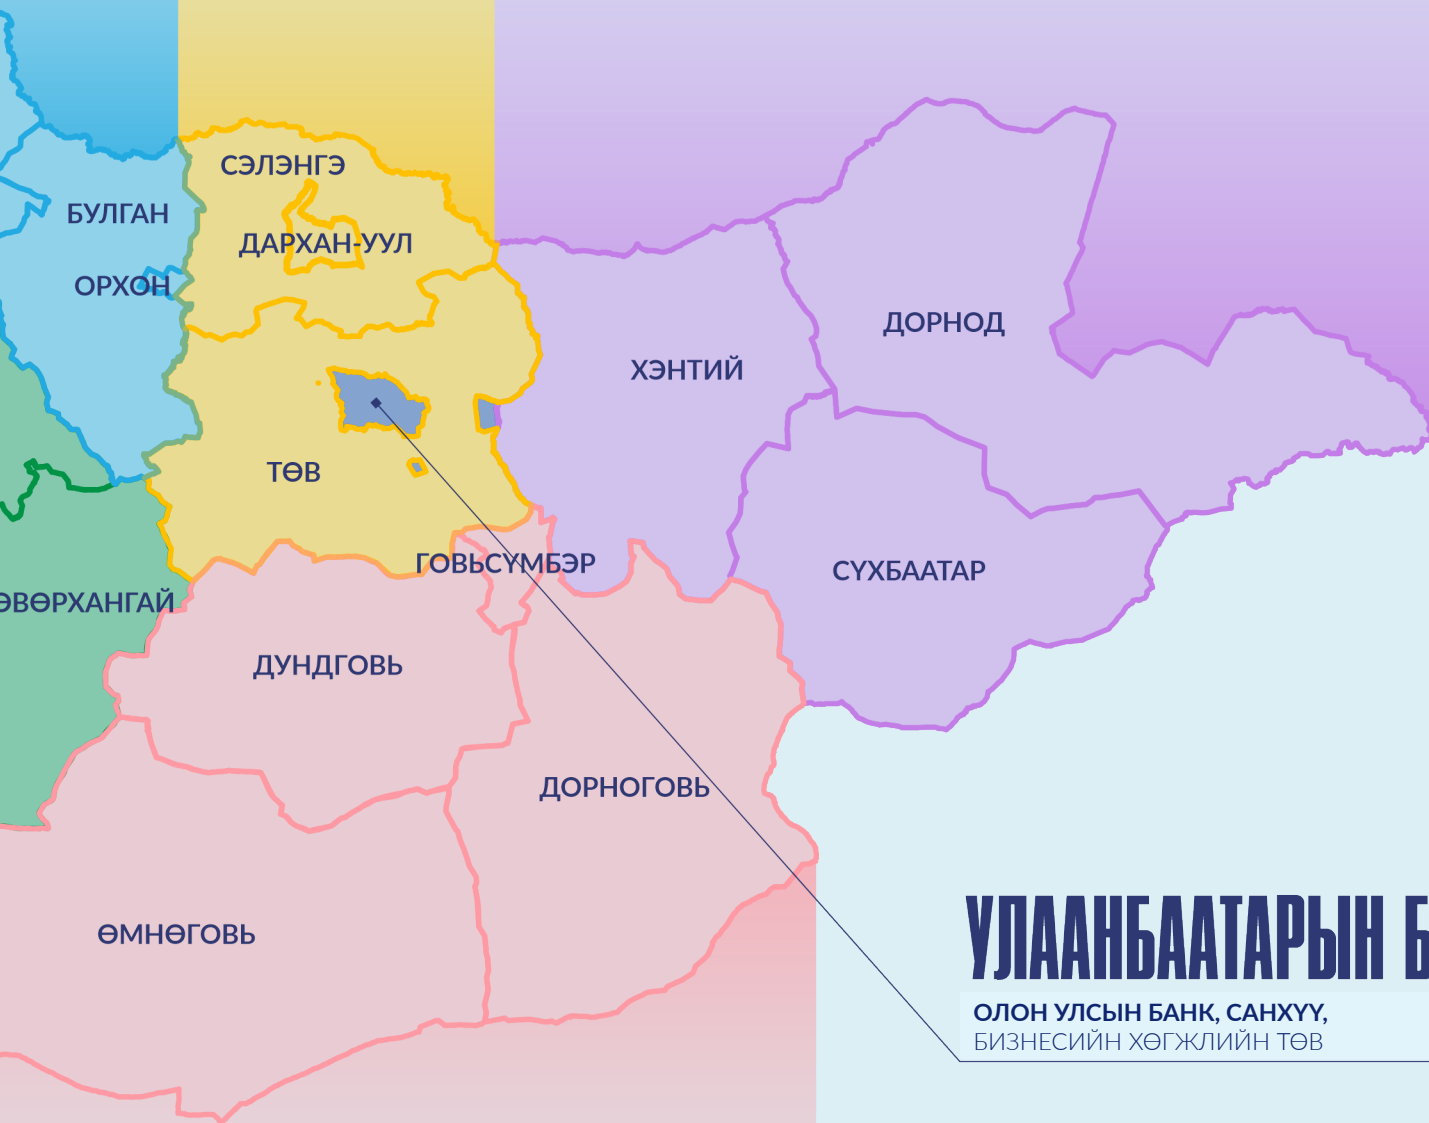 СЭЛЭНГЭ
БУЛГАН
ДАРХАН-УУЛ
ОРХОН
ДОРНОД
ХЭНТИЙ
ТӨВ
ГОВЬСҮМБЭР
СҮХБААТАР
ӨВӨРХАНГАЙ
ДУНДГОВЬ
ДОРНОГОВЬ
ӨМНӨГОВЬ
УЛААНБААТАРЫН Б
ОЛОН УЛСЫН БАНК, САНХҮҮ,
БИЗНЕСИЙН ХӨГЖЛИЙН ТӨВ